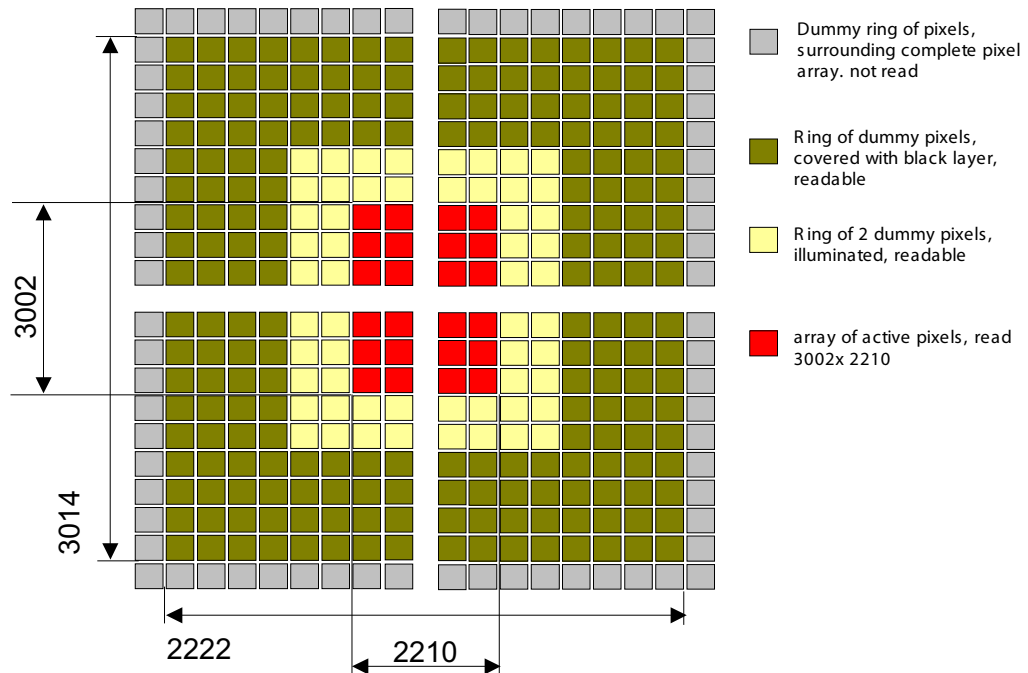 Dummy ring of pixels,
surrounding complete pixel
array. not read
Ring of dummy pixels,
covered with black layer,
readable
Ring of 2 dummy pixels,
illuminated, readable
array of active pixels, read
3002x 2210
3002
3014
2222
2210